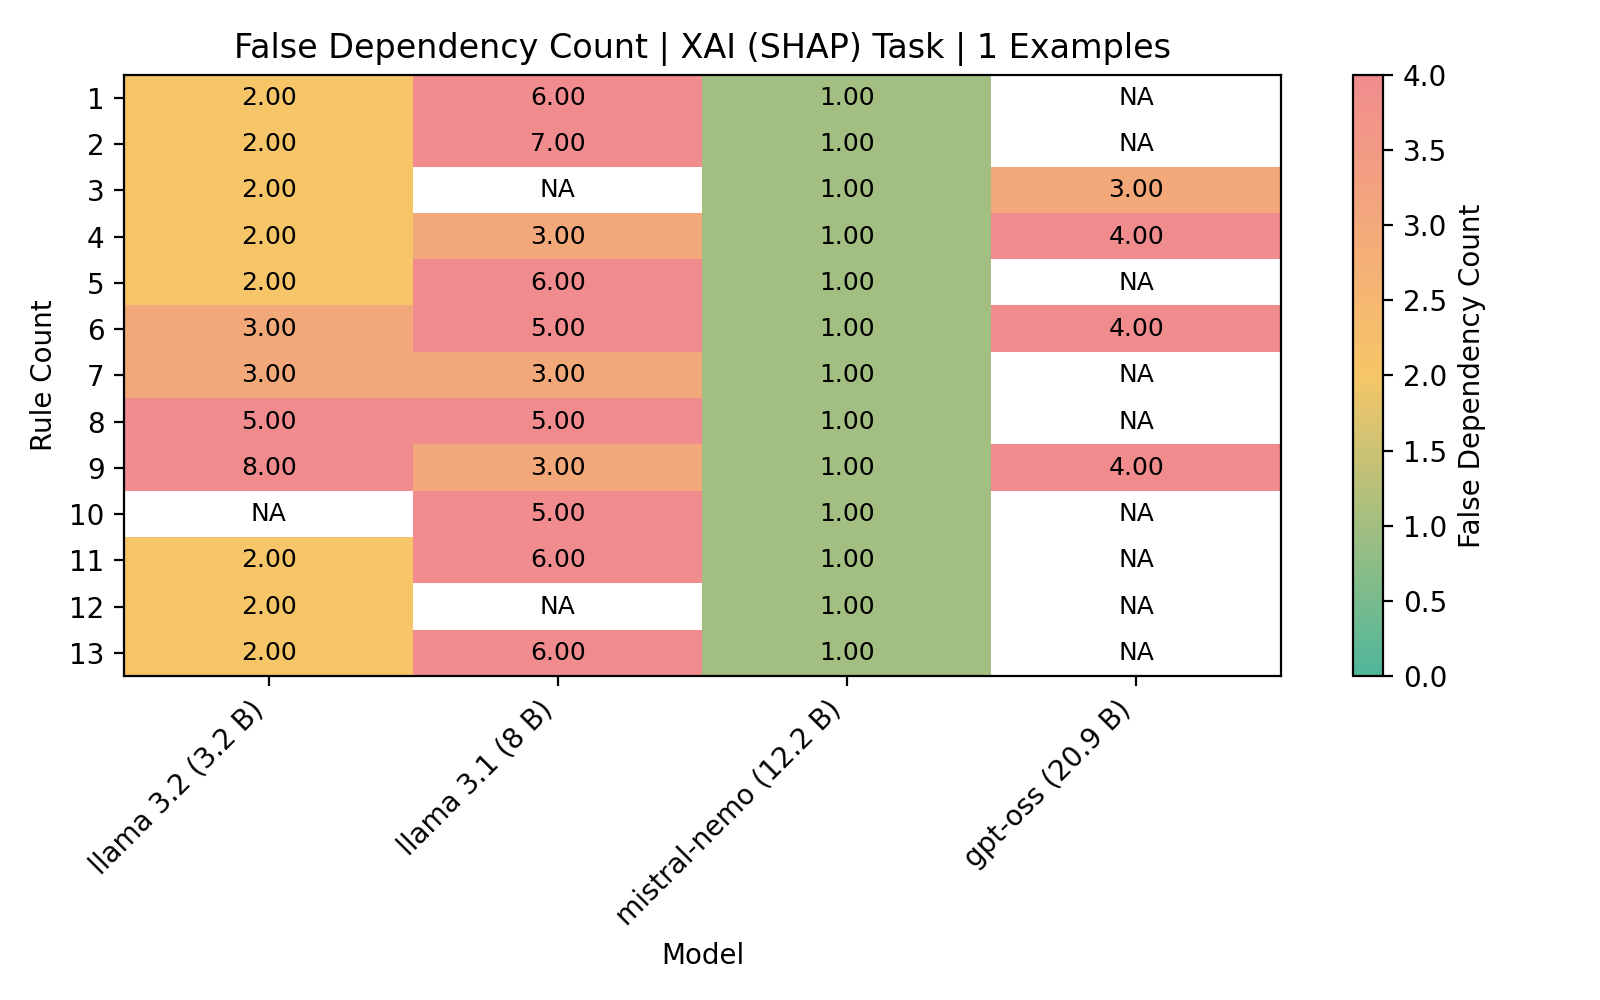 False Dependency Count | XAI (SHAP) Task | 1 Examples
Rule Count
1 2.00 6.00 1.00 NA
2 2.00 7.00 1.00 NA
3 2.00 NA 1.00 3.00
4 2.00 3.00 1.00 4.00
5 2.00 6.00 1.00 NA
6 3.00 5.00 1.00 4.00
7 3.00 3.00 1.00 NA
8 5.00 5.00 1.00 NA
9 8.00 3.00 1.00 4.00
10 NA 5.00 1.00 NA
11 2.00 6.00 1.00 NA
12 2.00 NA 1.00 NA
13 2.00 6.00 1.00 NA
llama 3.2 (3.2 B)
llama 3.1 (8 B)
mistral-nemo (12.2 B)
gpt-oss (20.9 B)
Model
4.0
3.5
3.0
2.5
2.0
1.5
1.0
0.5
0.0
False Dependency Count